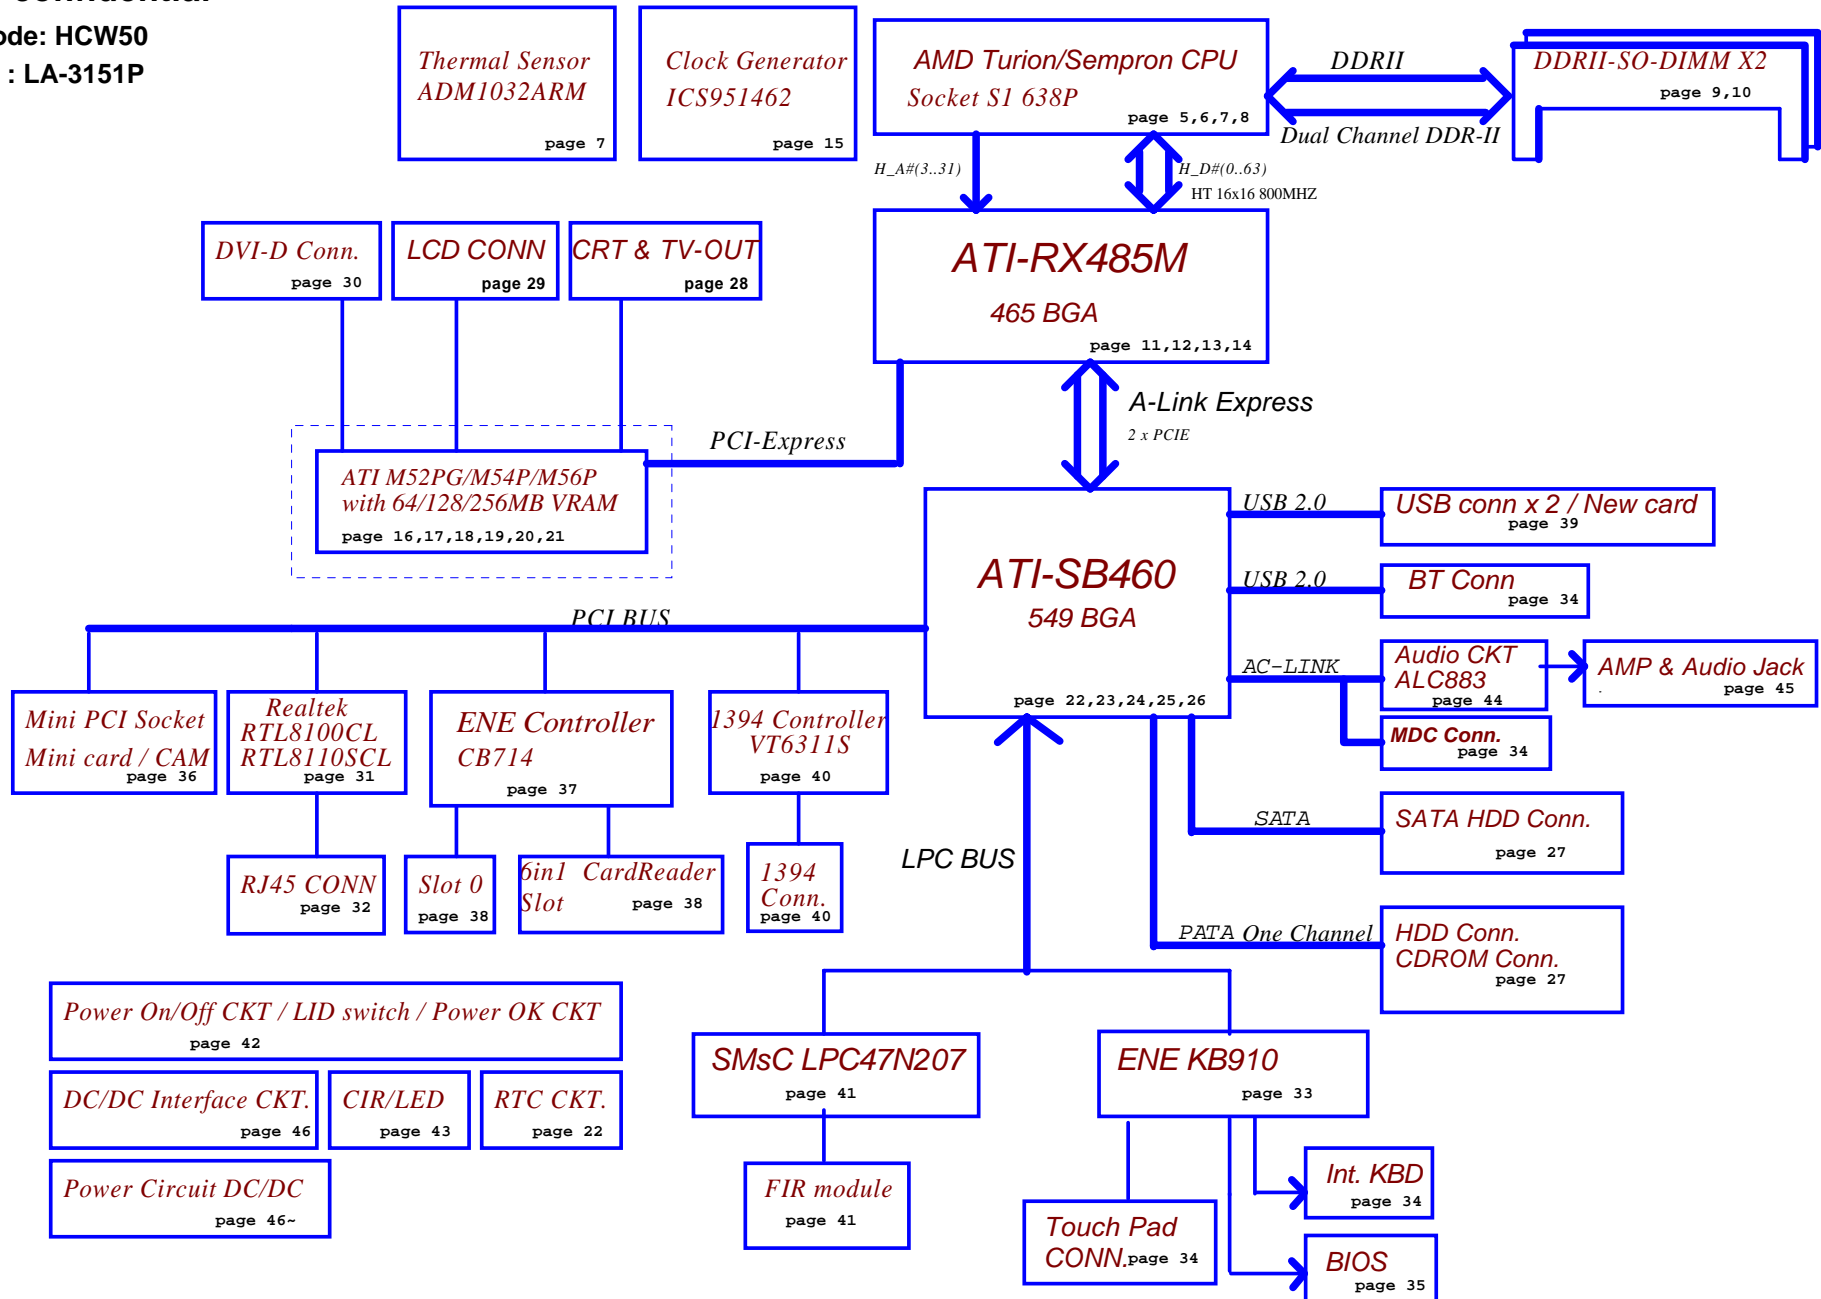 ode: HCW50
: LA-3151P
Thermal Sensor
ADM1032ARM
page 7
Clock Generator
ICS951462
page 15
AMD Turion/Sempron CPU
Socket S1 638P
page 5,6,7,8
DDRII
Dual Channel DDR-II
DDRII-SO-DIMM X2
page 9,10
H_A#(3..31)
H_D#(0..63)
HT 16x16 800MHZ
DVI-D Conn.
page 30
LCD CONN
page 29
CRT & TV-OUT
page 28
ATI-RX485M
465 BGA
page 11,12,13,14
A-Link Express
2 x PCIE
PCI-Express
ATI M52PG/M54P/M56P
with 64/128/256MB VRAM
page 16,17,18,19,20,21
ATI-SB460
549 BGA
page 22,23,24,25,26
USB 2.0
USB conn x 2 / New card
page 39
USB 2.0
BT Conn
page 34
AC-LINK
Audio CKT
ALC883
page 44
AMP & Audio Jack
page 45
MDC Conn.
page 34
SATA
SATA HDD Conn.
page 27
PATA One Channel
HDD Conn.
CDROM Conn.
page 27
PCI BUS
Mini PCI Socket
Mini card / CAM
page 36
Realtek
RTL8100CL
RTL8110SCL
page 31
ENE Controller
CB714
page 37
1394 Controller
VT6311S
page 40
RJ45 CONN
page 32
Slot 0
page 38
6in1 CardReader
Slot
page 38
1394
Conn.
page 40
LPC BUS
Power On/Off CKT / LID switch / Power OK CKT
page 42
DC/DC Interface CKT.
page 46
CIR/LED
page 43
RTC CKT.
page 22
Power Circuit DC/DC
page 46~
SMsC LPC47N207
page 41
FIR module
page 41
ENE KB910
page 33
Touch Pad
CONN.
page 34
Int. KBD
page 34
BIOS
page 35